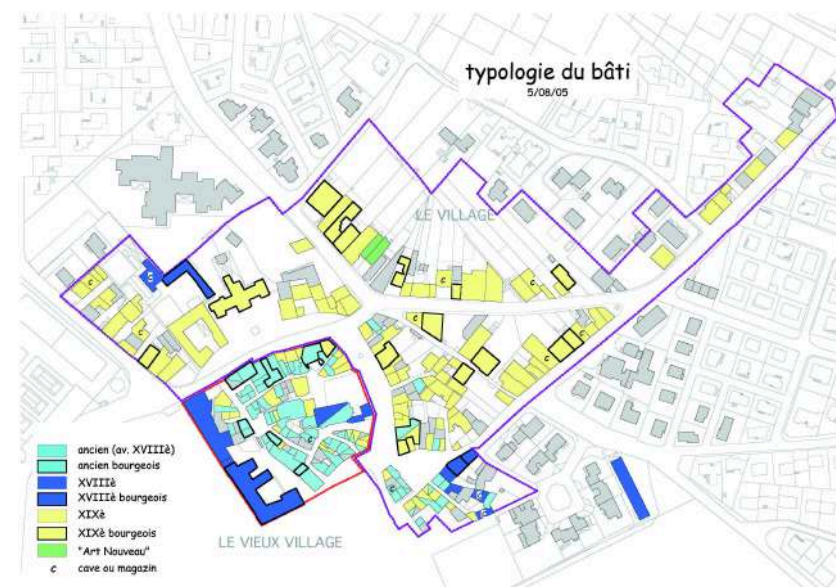 typologie du bâti
5/08/05
LE VILLAGE
c
c
c
c
c
c
c
c
LE VIEUX VILLAGE
ancien (av. XVIIIè)
ancien bourgeois
XVIIIè
XVIIIè bourgeois
XIXè
XIXè bourgeois
"Art Nouveau"
c cave ou magazin